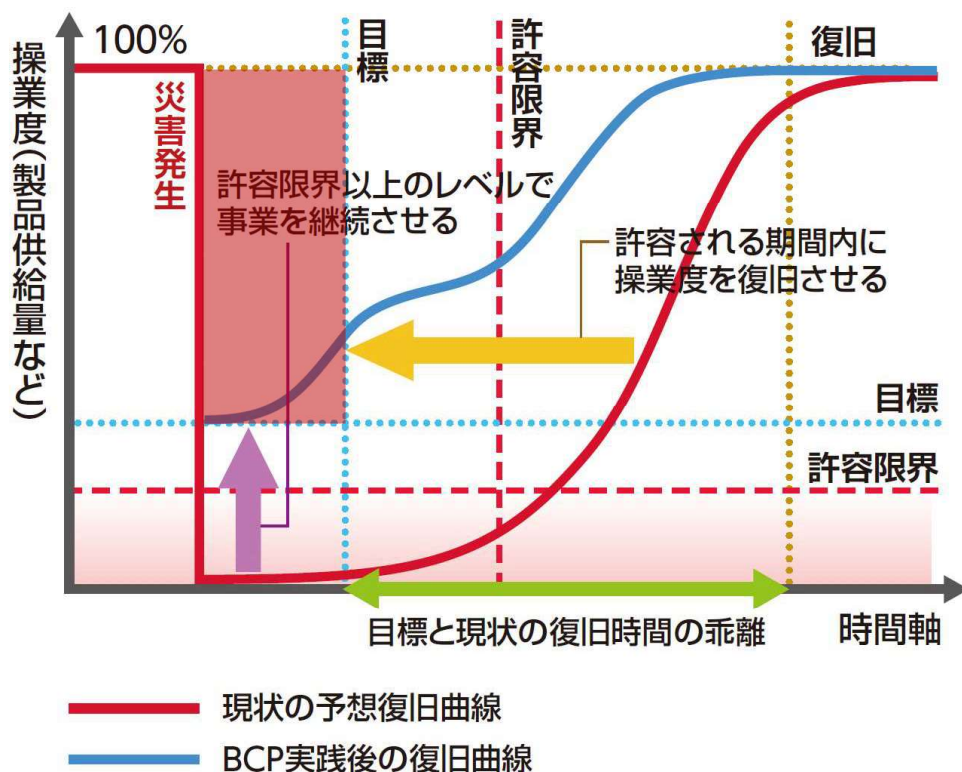 操業度(製品供給量など)
100%
災害発生
目標
許容限界
復旧
許容限界以上のレベルで
事業を継続させる
許容される期間内に
操業度を復旧させる
目標
許容限界
目標と現状の復旧時間の乖離
時間軸
現状の予想復旧曲線
BCP実践後の復旧曲線